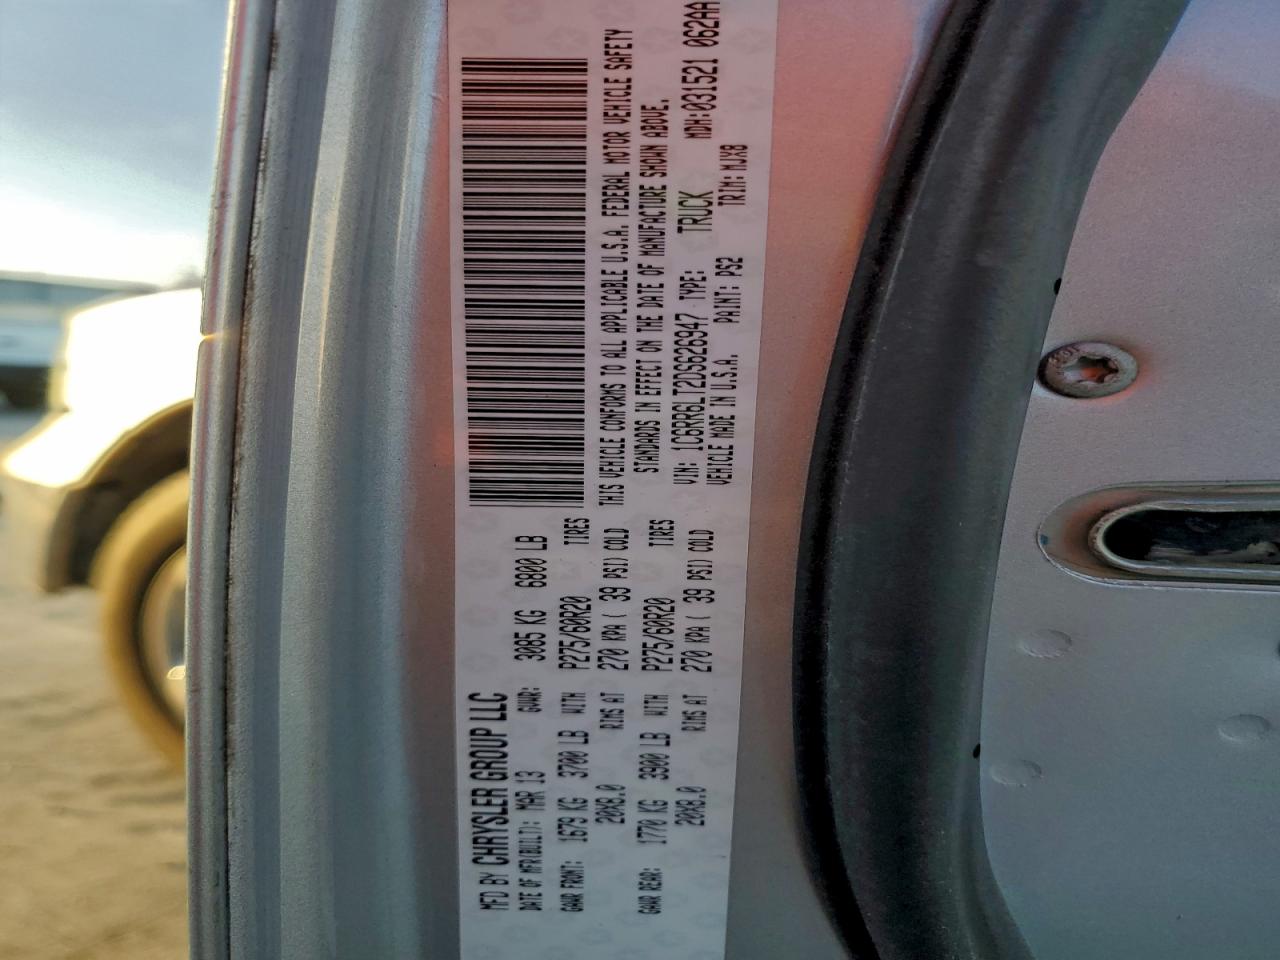 MFD BY CHRYSLER GROUP LLC
DATE OF MFR(BUILT): MAR 13 GVWR: 3085 KG 6800 LB
GAWR FRONT: 1679 KG 3700 LB WITH P275/60R20 TIRES
20X8.0 RIMS AT 270 KPA ( 39 PSI) COLD
GAWR REAR: 1770 KG 3900 LB WITH P275/60R20 TIRES
20X8.0 RIMS AT 270 KPA ( 39 PSI) COLD
THIS VEHICLE CONFORMS TO ALL APPLICABLE U.S.A. FEDERAL MOTOR VEHICLE SAFETY
STANDARDS IN EFFECT ON THE DATE OF MANUFACTURE SHOWN ABOVE.
VIN: 1C6RR6LT2DS626947 TYPE: TRUCK MDH:031521 062AA
VEHICLE MADE IN U.S.A. PAINT: PS2 TRIM: MJX8